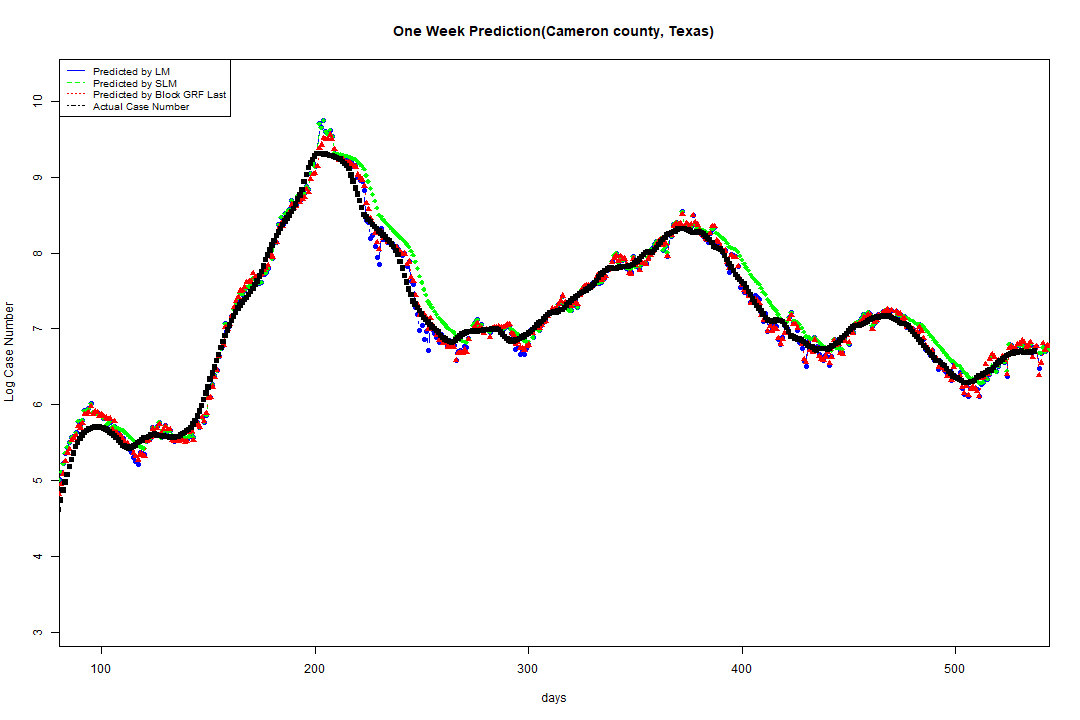 One Week Prediction(Cameron county, Texas)
Predicted by LM
Predicted by SLM
Predicted by Block GRF Last
Actual Case Number
10
9
8
7
6
5
4
3
Log Case Number
100 200 300 400 500
days